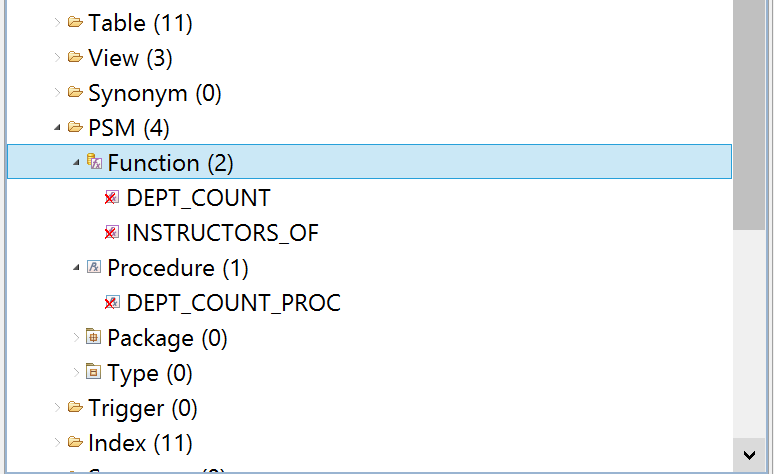 Table (11)
View (3)
Synonym (0)
PSM (4)
Function (2)
DEPT_COUNT
INSTRUCTORS_OF
Procedure (1)
DEPT_COUNT_PROC
Package (0)
Type (0)
Trigger (0)
Index (11)